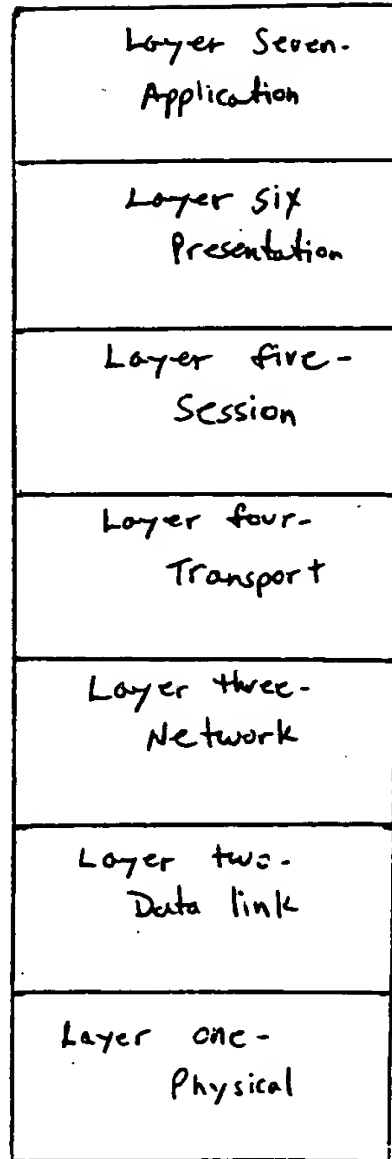 Layer Seven-
Application
Layer six
Presentation
Layer five-
Session
Layer four-
Transport
Layer three-
Network
Layer two-
Data link
Layer one-
Physical